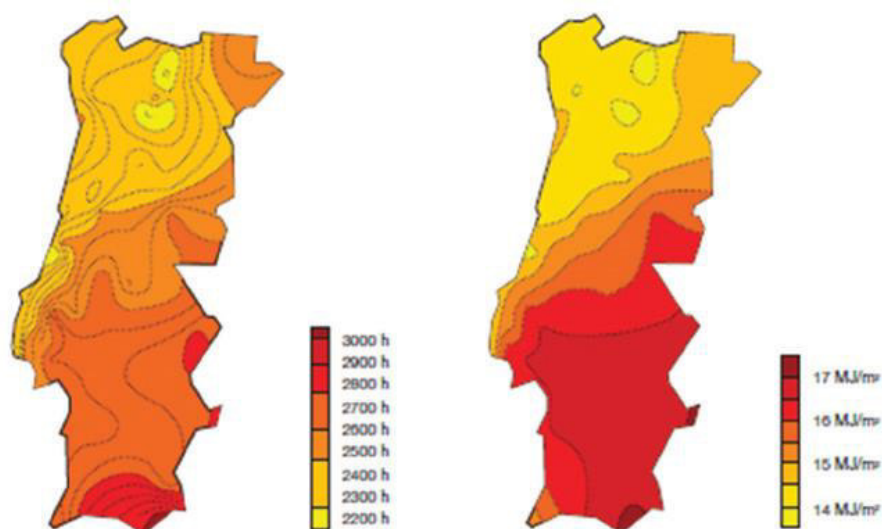 3000 h
2900 h
2800 h
2700 h
2600 h
2500 h
2400 h
2300 h
2200 h
17 MJ/m²
16 MJ/m²
15 MJ/m²
14 MJ/m²